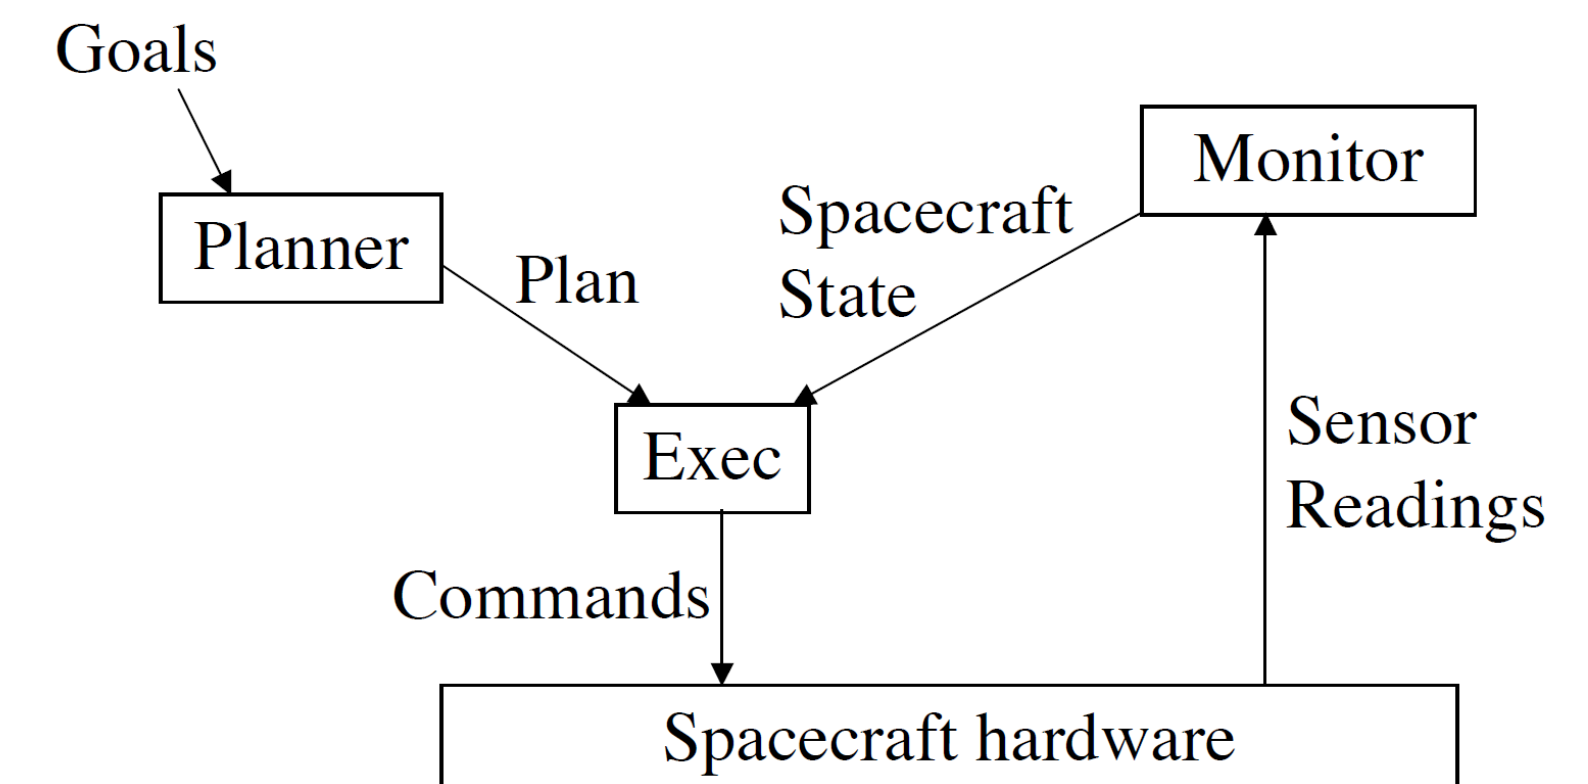 Goals
Monitor
Planner
Plan
Spacecraft
State
Exec
Sensor
Readings
Commands
Spacecraft hardware